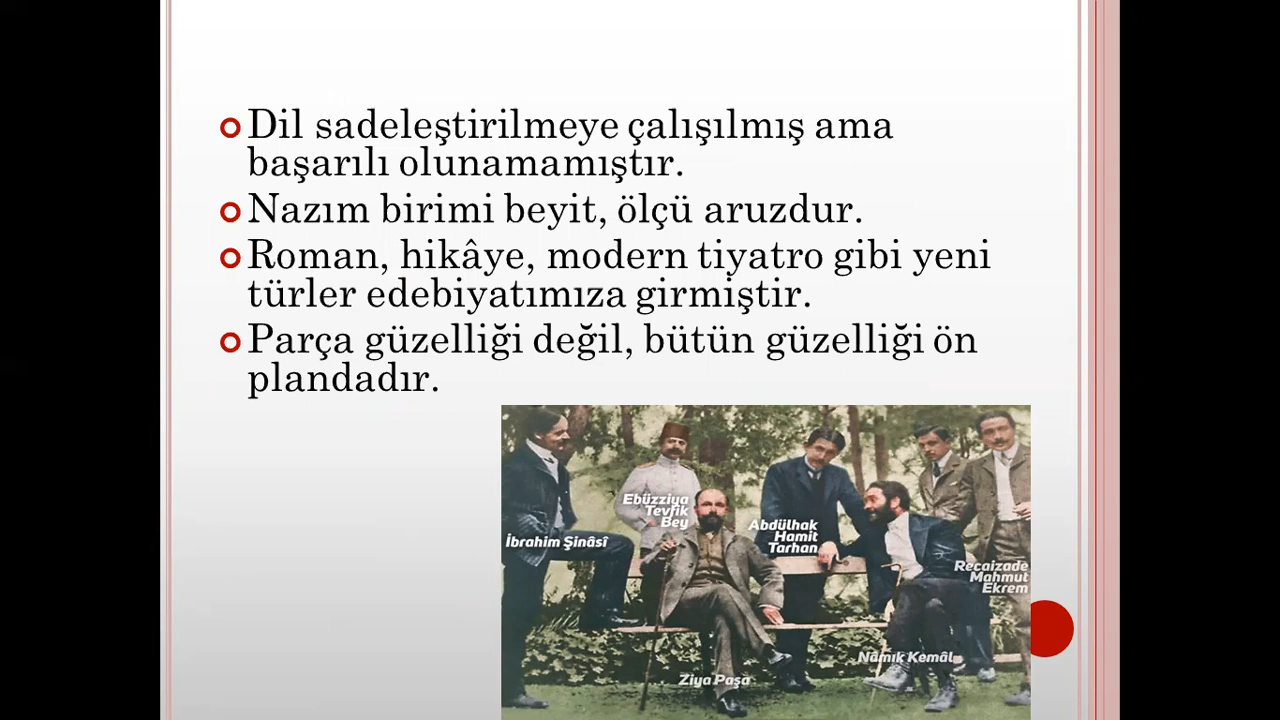 Dil sadeleştirilmeye çalışılmış ama
başarılı olunamamıştır.
Nazım birimi beyit, ölçü aruzdur.
Roman, hikâye, modern tiyatro gibi yeni
türler edebiyatımıza girmiştir.
Parça güzelliği değil, bütün güzelliği ön
plandadır.
Ebüzziya
Tevfik
Bey
İbrahim Şinâsî
Abdülhak
Hamit
Tarhan
Recaizade
Mahmut
Ekrem
Nâmık Kemâl
Ziya Paşa